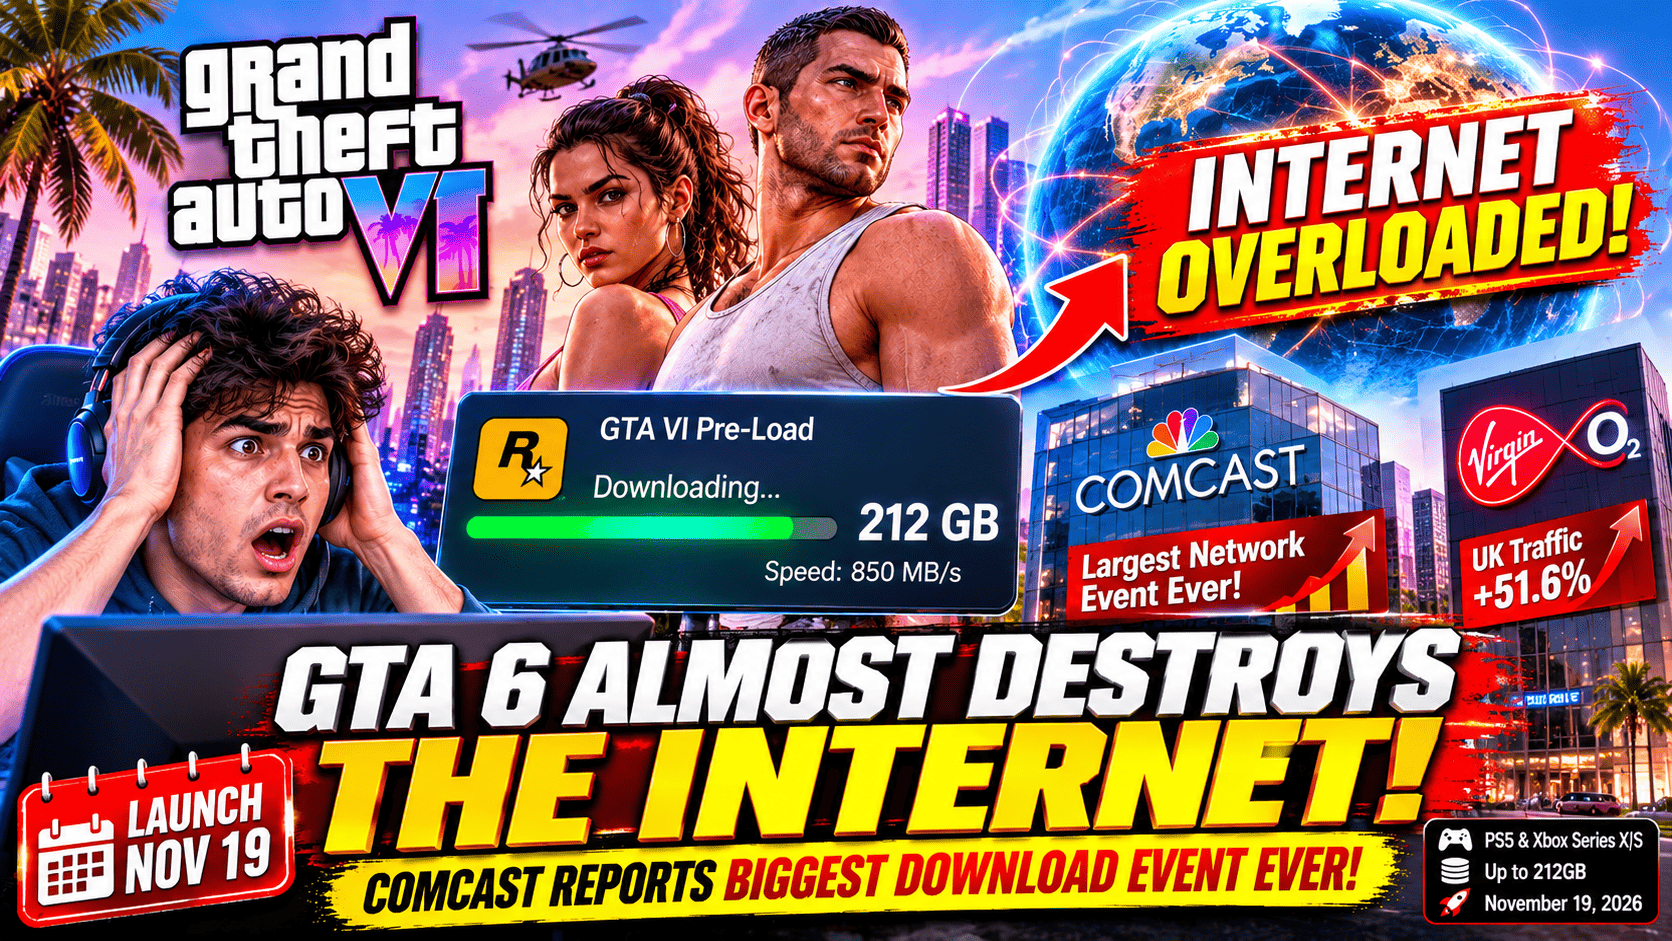 grand
theft
auto VI
INTERNET
OVERLOADED!
R
GTA VI Pre-Load
Downloading...
212 GB
Speed: 850 MB/s
COMCAST
Largest Network
Event Ever!
Virgin O2
UK Traffic
+51.6%
GTA 6 ALMOST DESTROYS
THE INTERNET!
COMCAST REPORTS BIGGEST DOWNLOAD EVENT EVER!
LAUNCH
NOV 19
PS5 & Xbox Series X/S
Up to 212GB
November 19, 2026